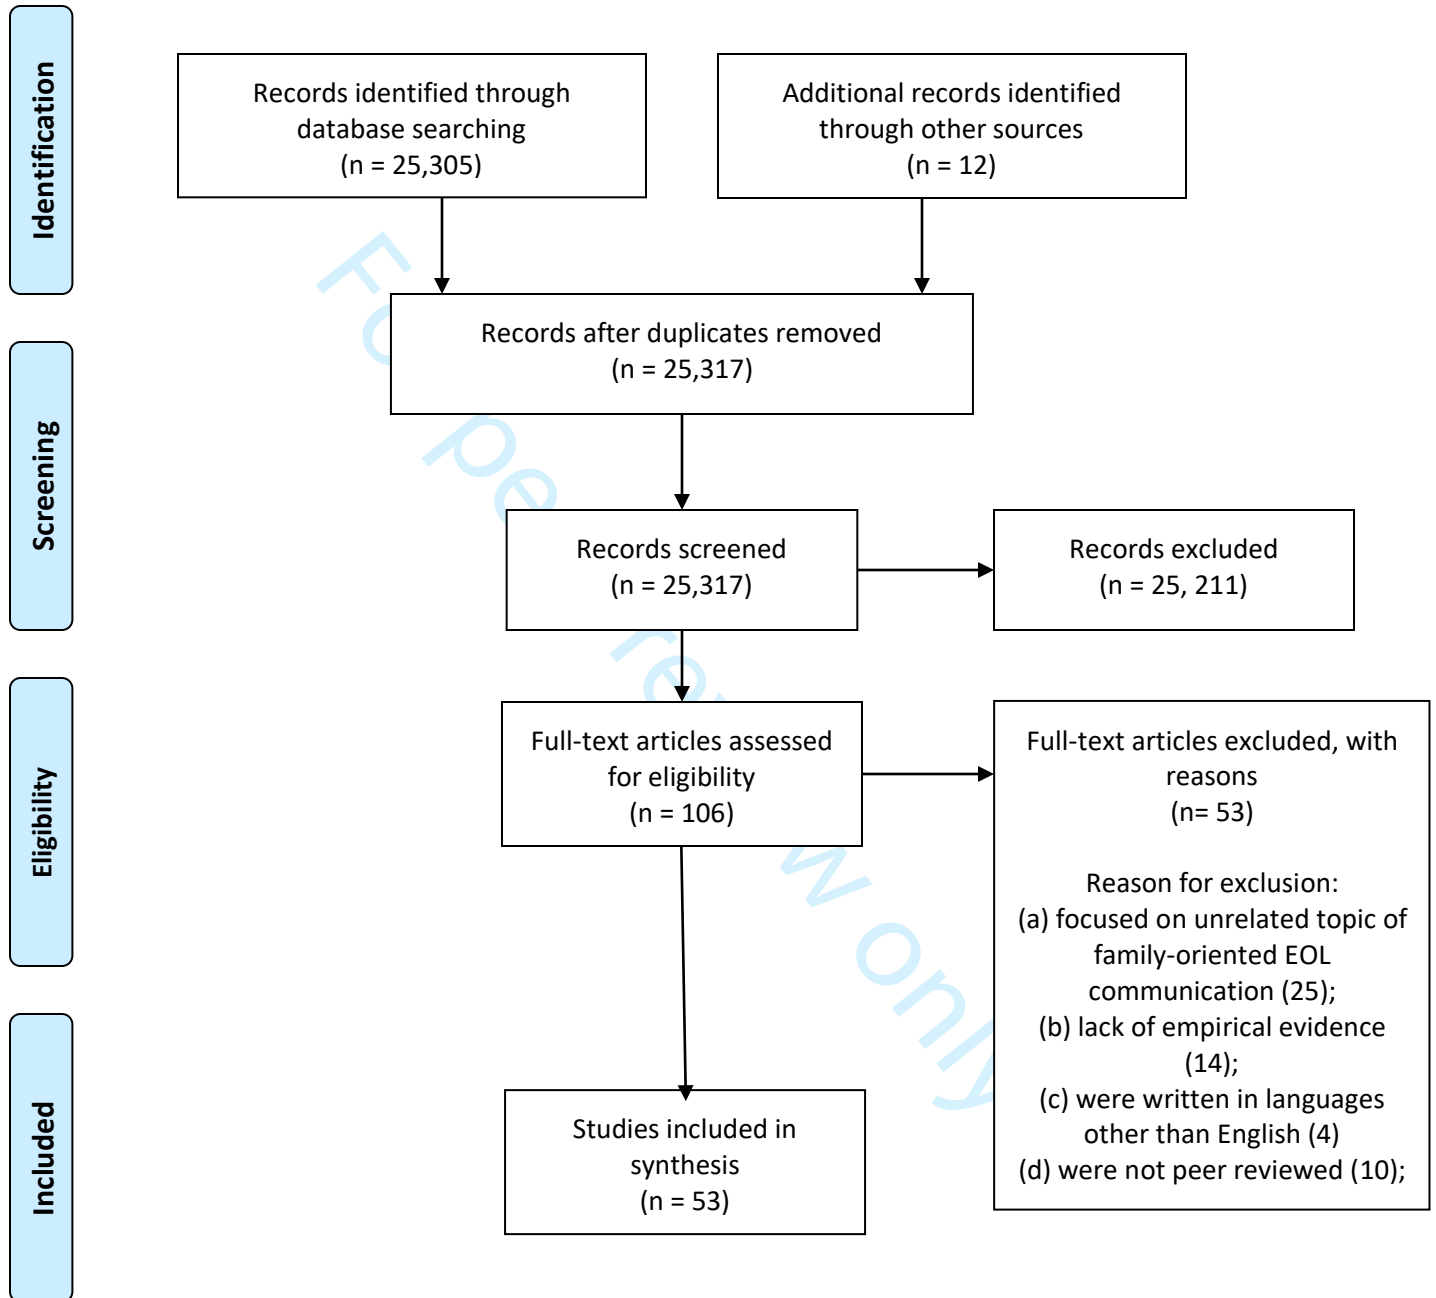 Identification
Records identified through
database searching
(n = 25,305)
Additional records identified
through other sources
(n = 12)
Records after duplicates removed
(n = 25,317)
Screening
Records screened
(n = 25,317)
Records excluded
(n = 25, 211)
Eligibility
Full-text articles assessed
for eligibility
(n = 106)
Full-text articles excluded, with
reasons
(n= 53)
Reason for exclusion:
(a) focused on unrelated topic of
family-oriented EOL
communication (25);
(b) lack of empirical evidence
(14);
(c) were written in languages
other than English (4)
(d) were not peer reviewed (10);
Included
Studies included in
synthesis
(n = 53)
For peer review only